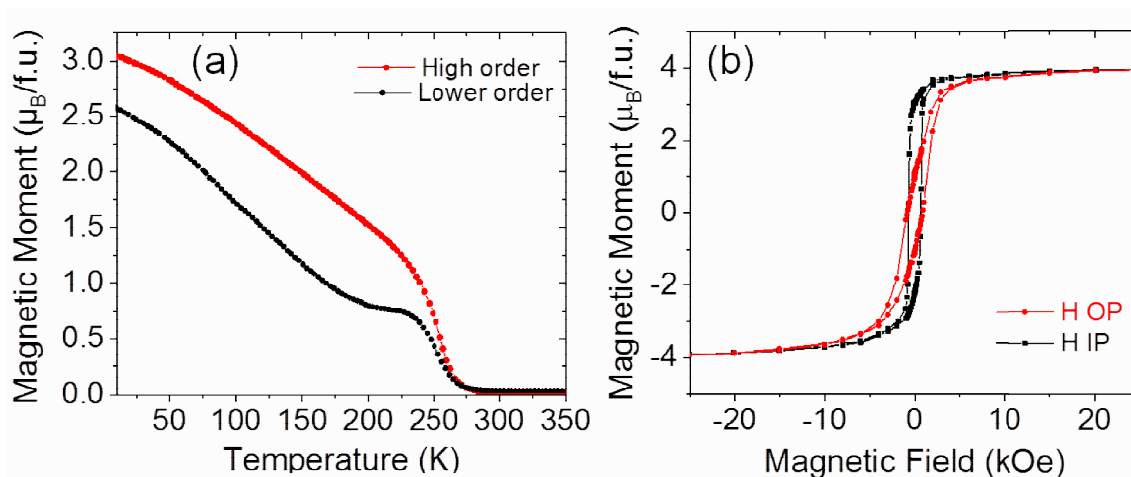 (a)
High order
Lower order
Magnetic Moment (μB/f.u.)
3.0
2.5
2.0
1.5
1.0
0.5
0.0
50 100 150 200 250 300 350
Temperature (K)
(b)
H OP
H IP
Magnetic Moment (μB/f.u.)
4
2
0
-2
-4
-20 -10 0 10 20
Magnetic Field (kOe)